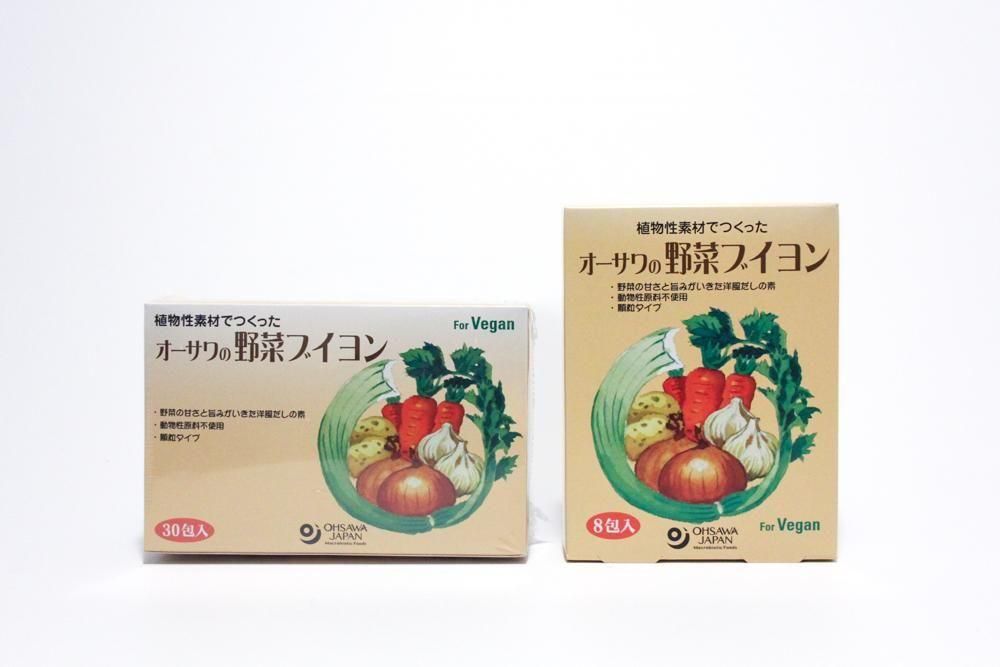 植物性素材でつくった
オーサワの野菜ブイヨン
For Vegan
・野菜の甘さと旨みがいきた洋風だしの素
・動物性原料不使用
・顆粒タイプ
30包入
OHSAWA
JAPAN
Macrobiotic Foods
植物性素材でつくった
オーサワの野菜ブイヨン
・野菜の甘さと旨みがいきた洋風だしの素
・動物性原料不使用
・顆粒タイプ
8包入
OHSAWA
JAPAN
Macrobiotic Foods
For Vegan